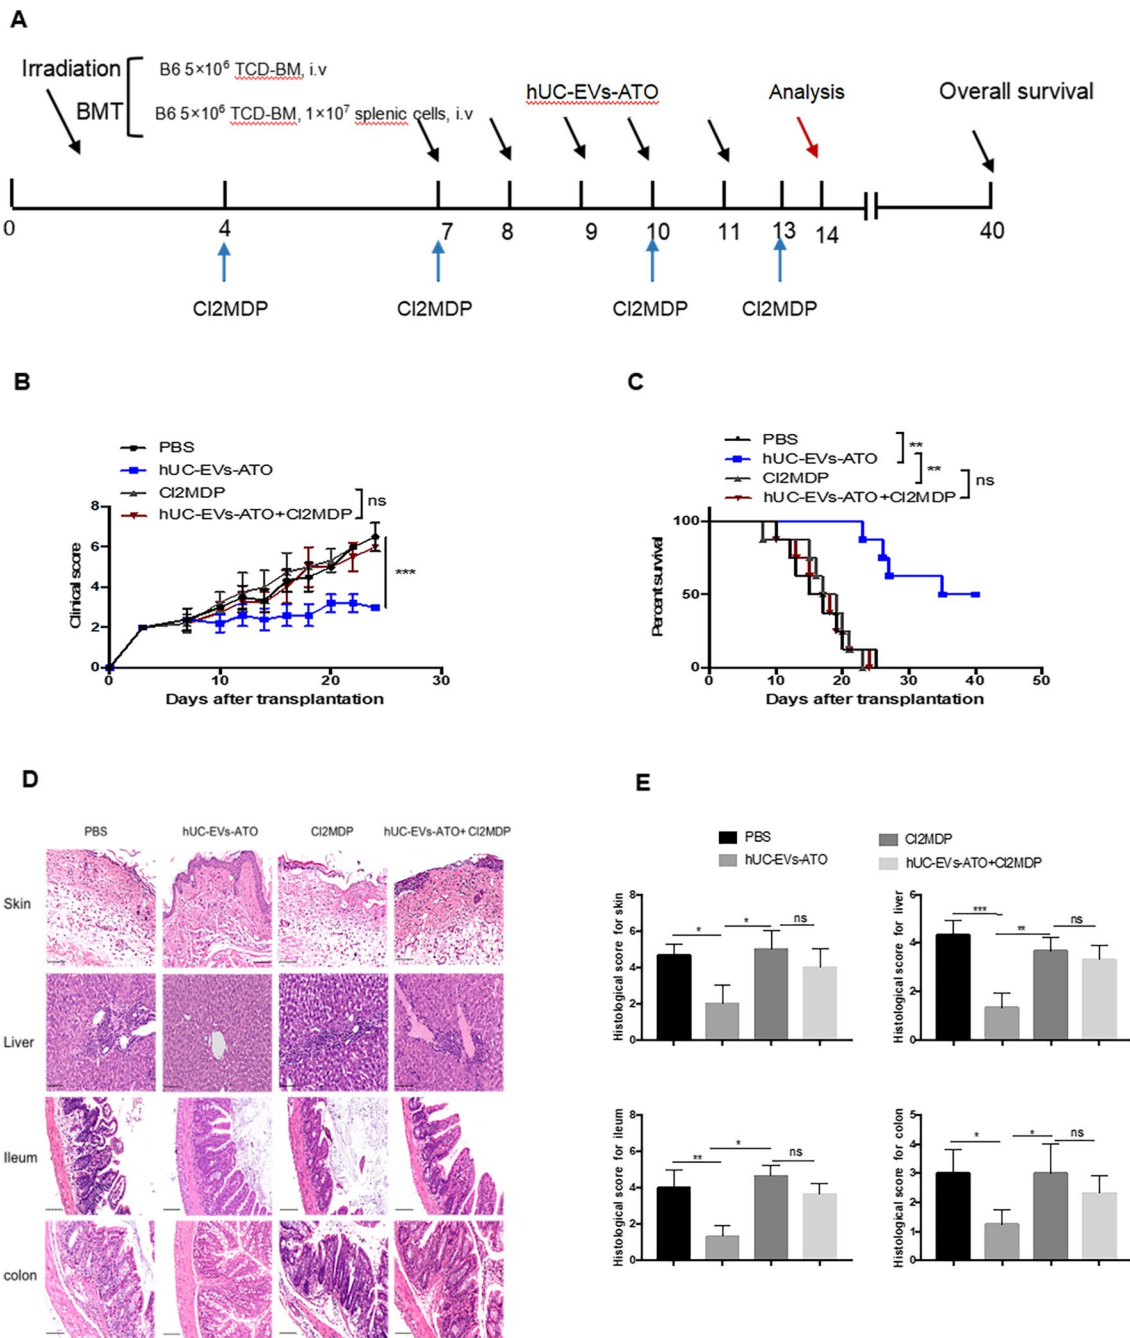 A
Irradiation
B6 5×10⁶ TCD-BM, i.v
BMT
B6 5×10⁶ TCD-BM, 1×10⁷ splenic cells, i.v
hUC-EVs-ATO
Analysis
Overall survival
0 4 7 8 9 10 11 13 14 40
Cl2MDP Cl2MDP Cl2MDP Cl2MDP
B
PBS
hUC-EVs-ATO
Cl2MDP
hUC-EVs-ATO+Cl2MDP
ns
***
Clinical score
8
6
4
2
0
0 10 20 30
Days after transplantation
C
PBS
hUC-EVs-ATO
Cl2MDP
hUC-EVs-ATO+Cl2MDP
**
**
ns
Percent survival
100
50
0
0 10 20 30 40 50
Days after transplantation
D
PBS hUC-EVs-ATO Cl2MDP hUC-EVs-ATO+Cl2MDP
Skin
Liver
Ileum
colon
E
PBS
hUC-EVs-ATO
Cl2MDP
hUC-EVs-ATO+Cl2MDP
Histological score for skin
8
6
4
2
0
* * ns
Histological score for liver
6
4
2
0
*** ** ns
Histological score for ileum
8
6
4
2
0
** * ns
Histological score for colon
5
4
3
2
1
0
* * ns